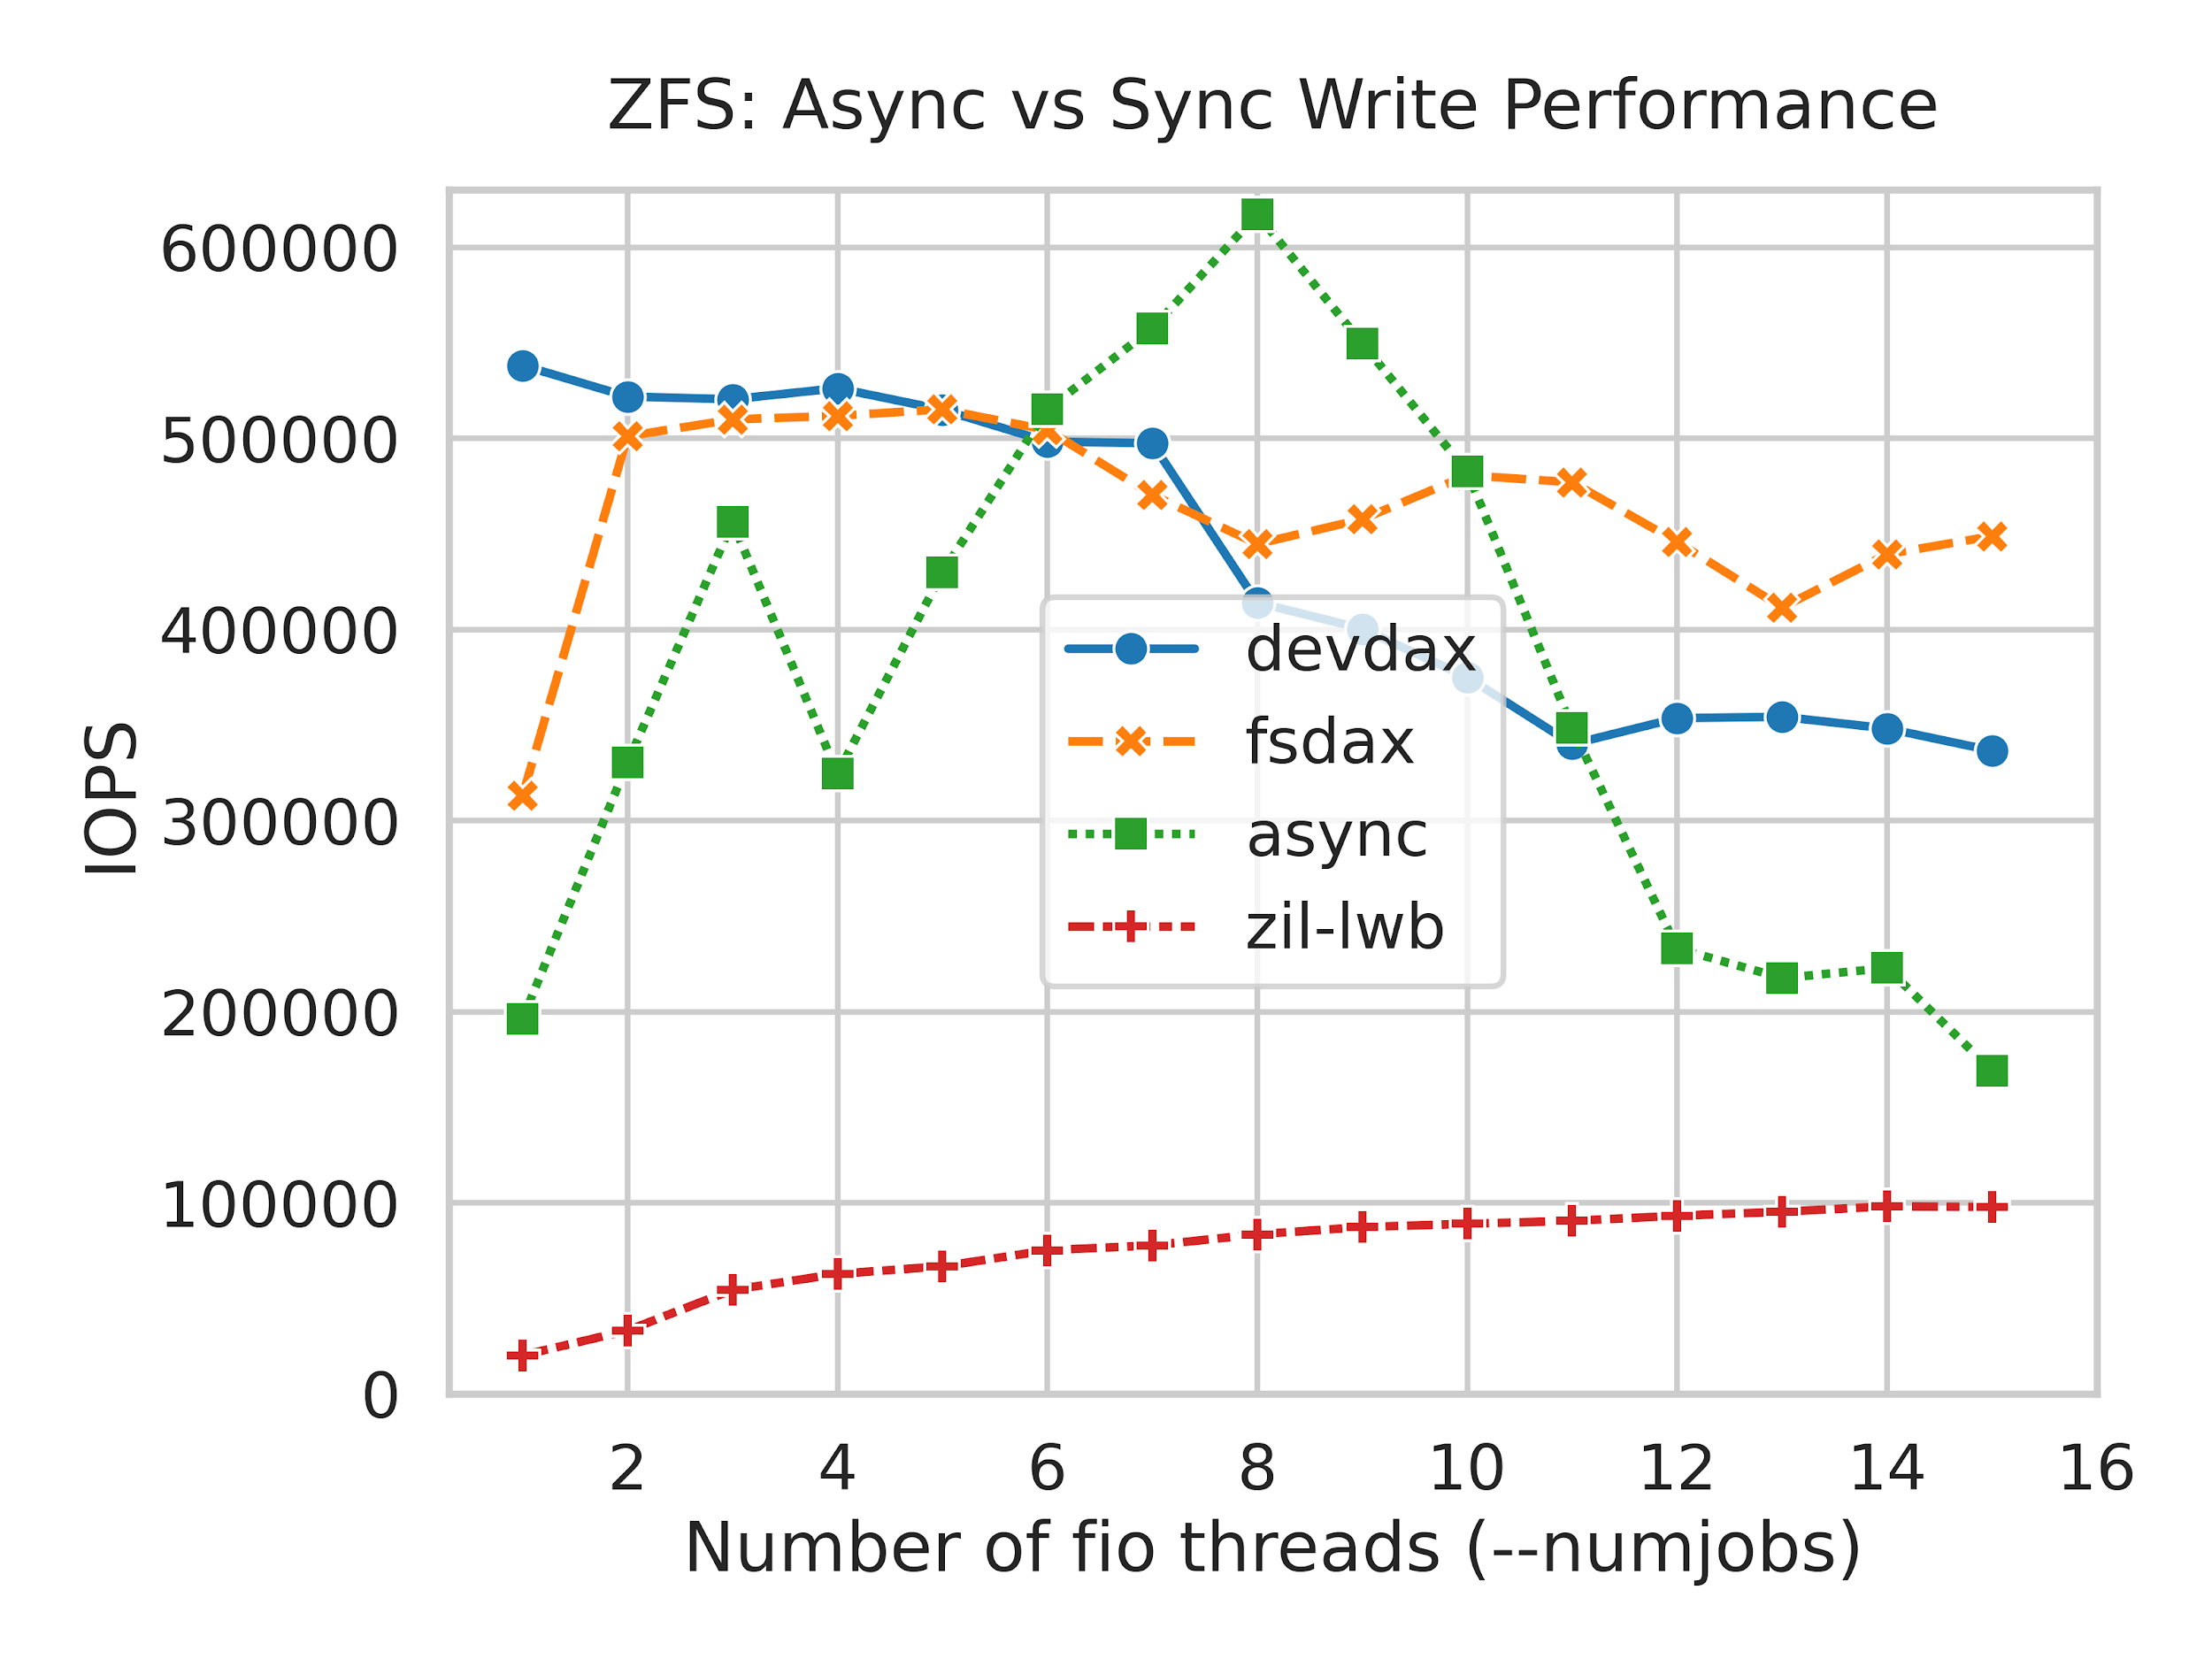 ZFS: Async vs Sync Write Performance
600000
500000
400000
300000
200000
100000
0
IOPS
devdax
fsdax
async
zil-lwb
2 4 6 8 10 12 14 16
Number of fio threads (--numjobs)